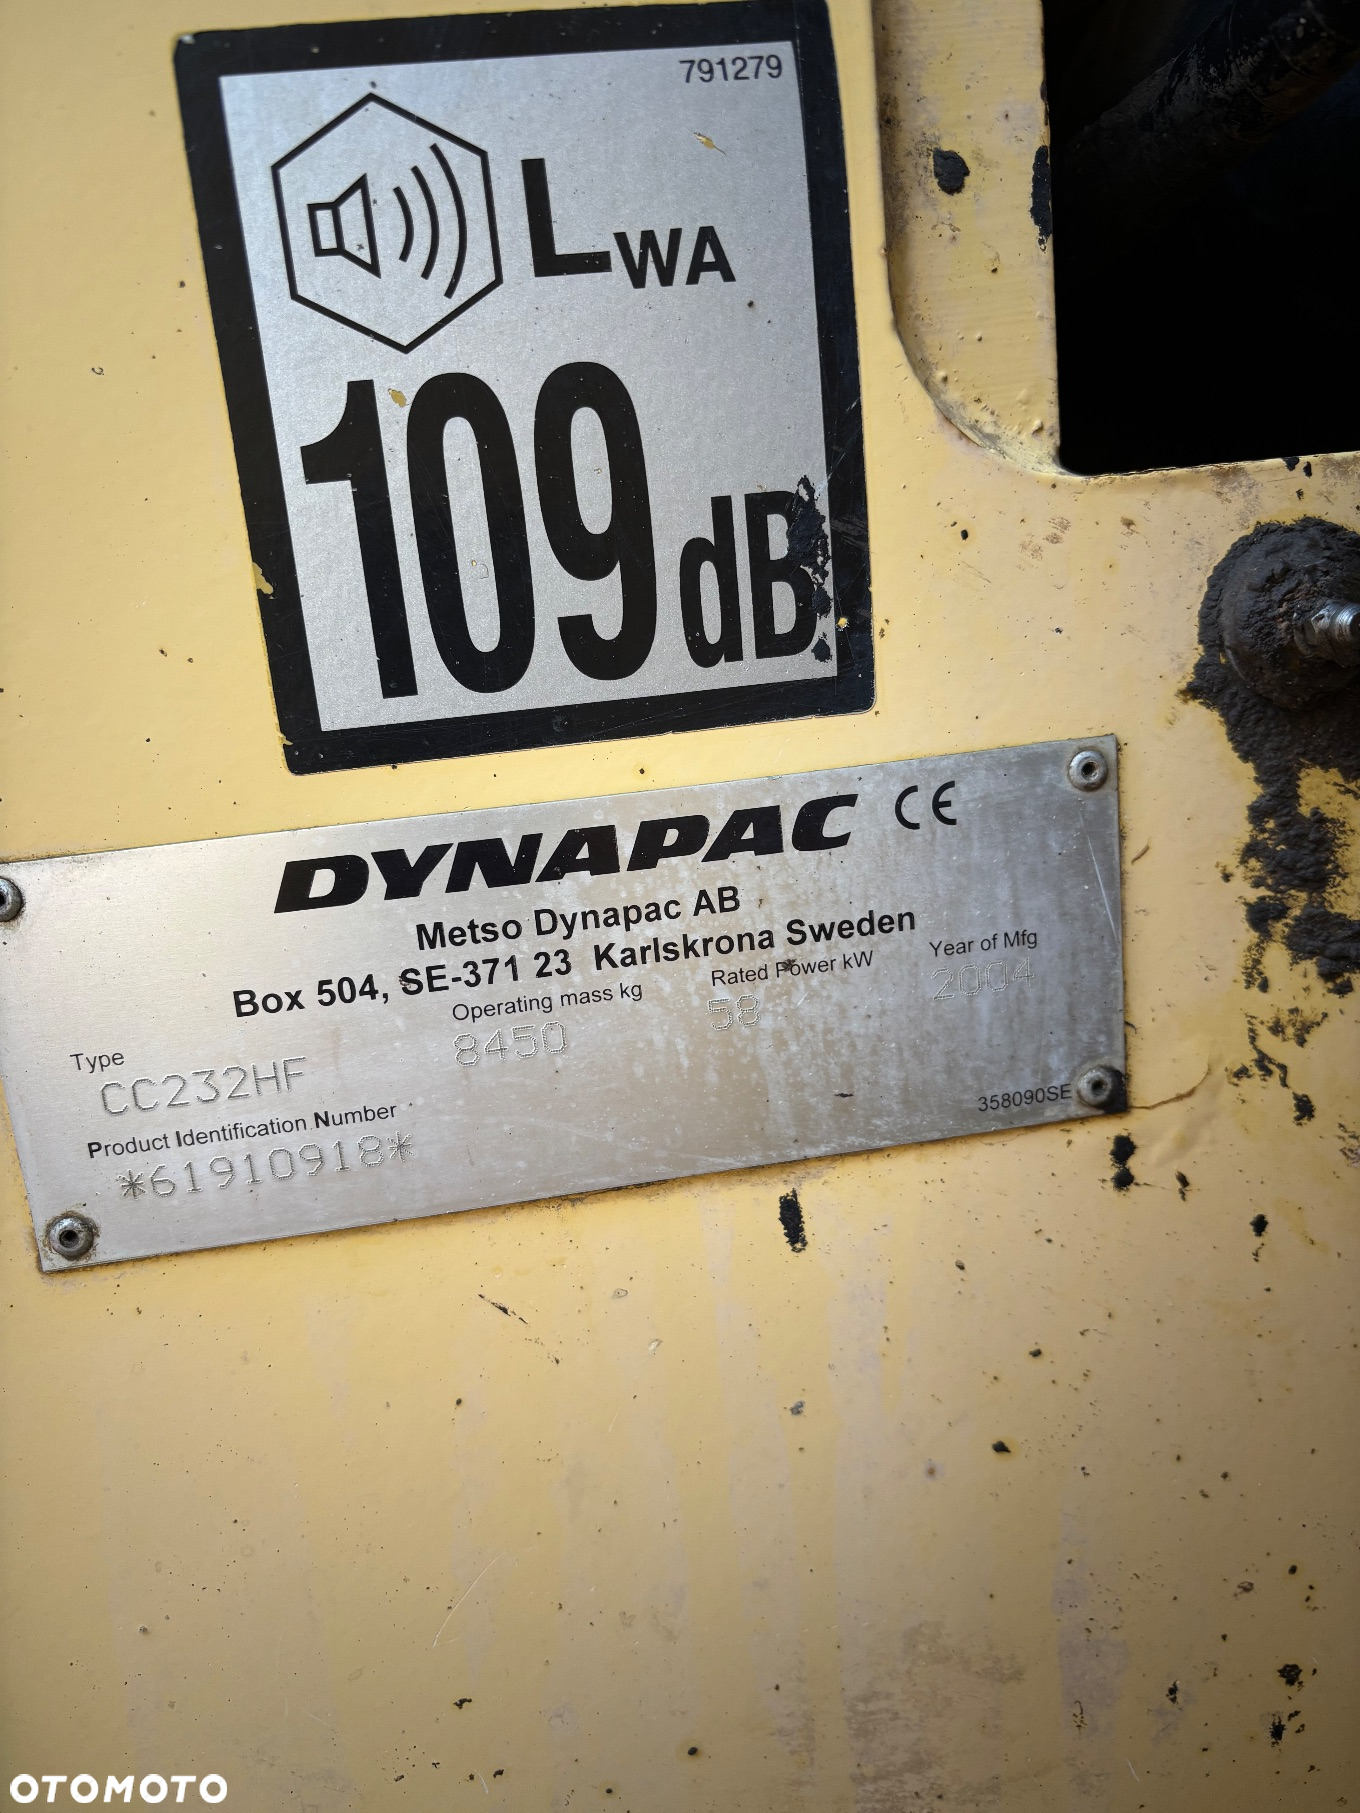 791279
LWA
109 dB
DYNAPAC CE
Metso Dynapac AB
Box 504, SE-371 23 Karlskrona Sweden
Type Operating mass kg Rated Power kW Year of Mfg
CC232HF 8450 58 2004
Product Identification Number 358090SE
*61910918*
OTOMOTO